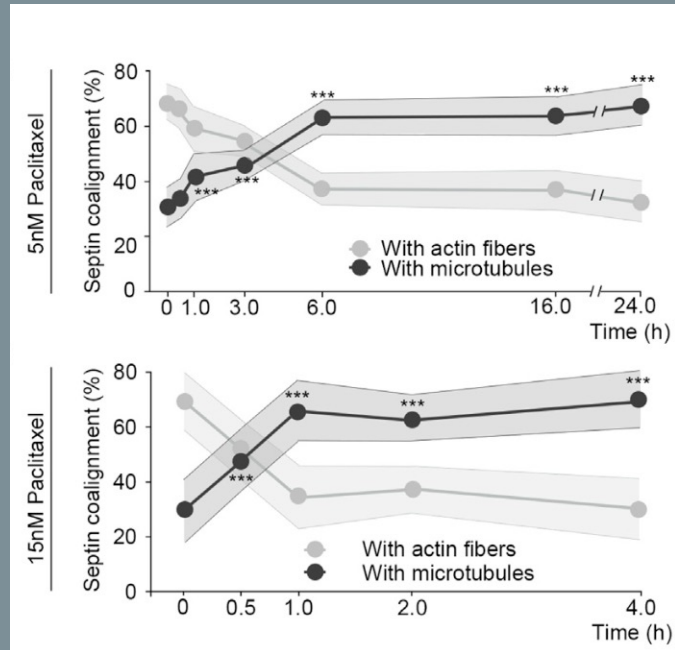 5nM Paclitaxel
Septin coalignment (%)
80
60
40
20
0
***
***
***
***
***
With actin fibers
With microtubules
0 1.0 3.0 6.0 16.0 24.0
Time (h)
15nM Paclitaxel
Septin coalignment (%)
80
60
40
20
0
***
***
***
***
With actin fibers
With microtubules
0 0.5 1.0 2.0 4.0
Time (h)